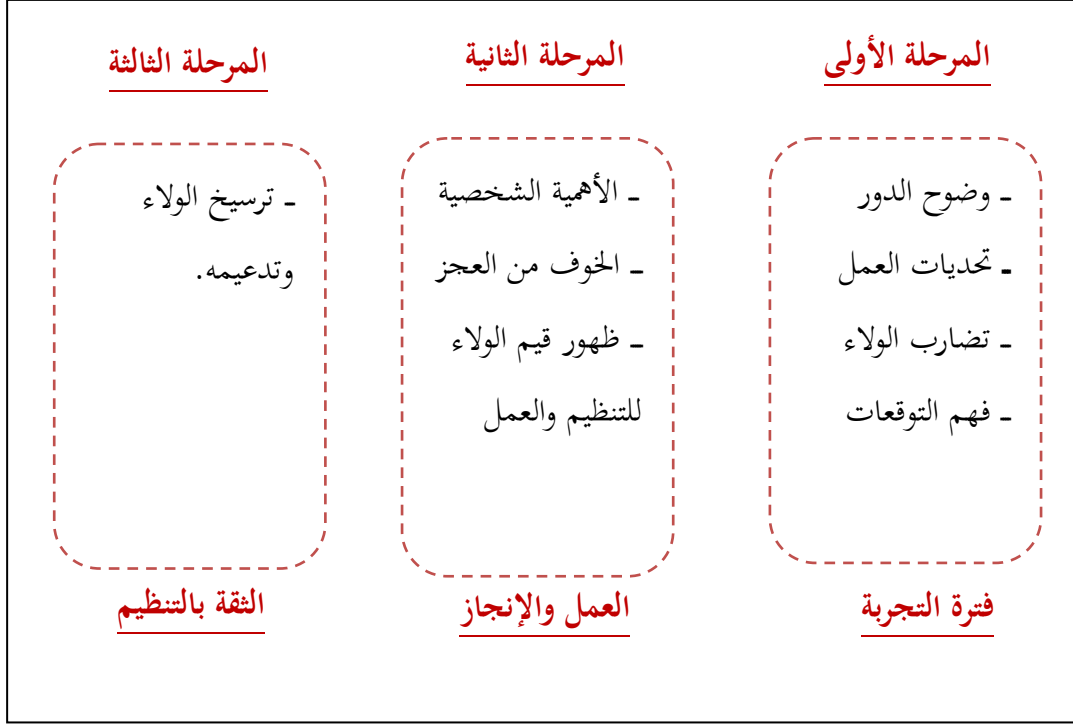 المرحلة الأولى
ـ وضوح الدور
ـ تحديات العمل
ـ تضارب الولاء
ـ فهم التوقعات
فترة التجربة
المرحلة الثانية
ـ الأهمية الشخصية
ـ الخوف من العجز
ـ ظهور قيم الولاء
للتنظيم والعمل
العمل والإنجاز
المرحلة الثالثة
ـ ترسيخ الولاء
وتدعيمه.
الثقة بالتنظيم